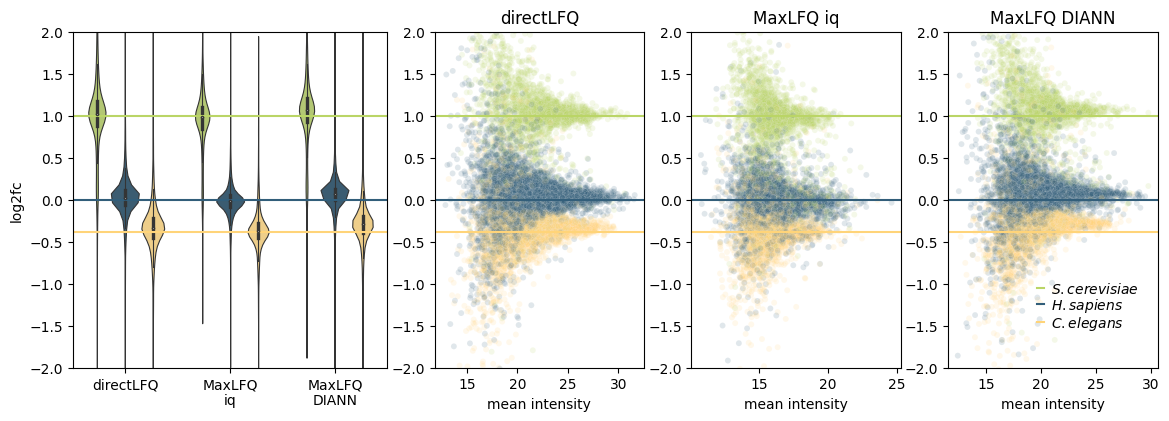 directLFQ
MaxLFQ iq
MaxLFQ DIANN
log2fc
2.0
1.5
1.0
0.5
0.0
−0.5
−1.0
−1.5
−2.0
directLFQ
MaxLFQ
iq
MaxLFQ
DIANN
2.0
1.5
1.0
0.5
0.0
−0.5
−1.0
−1.5
−2.0
15 20 25 30
mean intensity
2.0
1.5
1.0
0.5
0.0
−0.5
−1.0
−1.5
−2.0
15 20 25
mean intensity
2.0
1.5
1.0
0.5
0.0
−0.5
−1.0
−1.5
−2.0
S.cerevisiae
H.sapiens
C.elegans
15 20 25 30
mean intensity